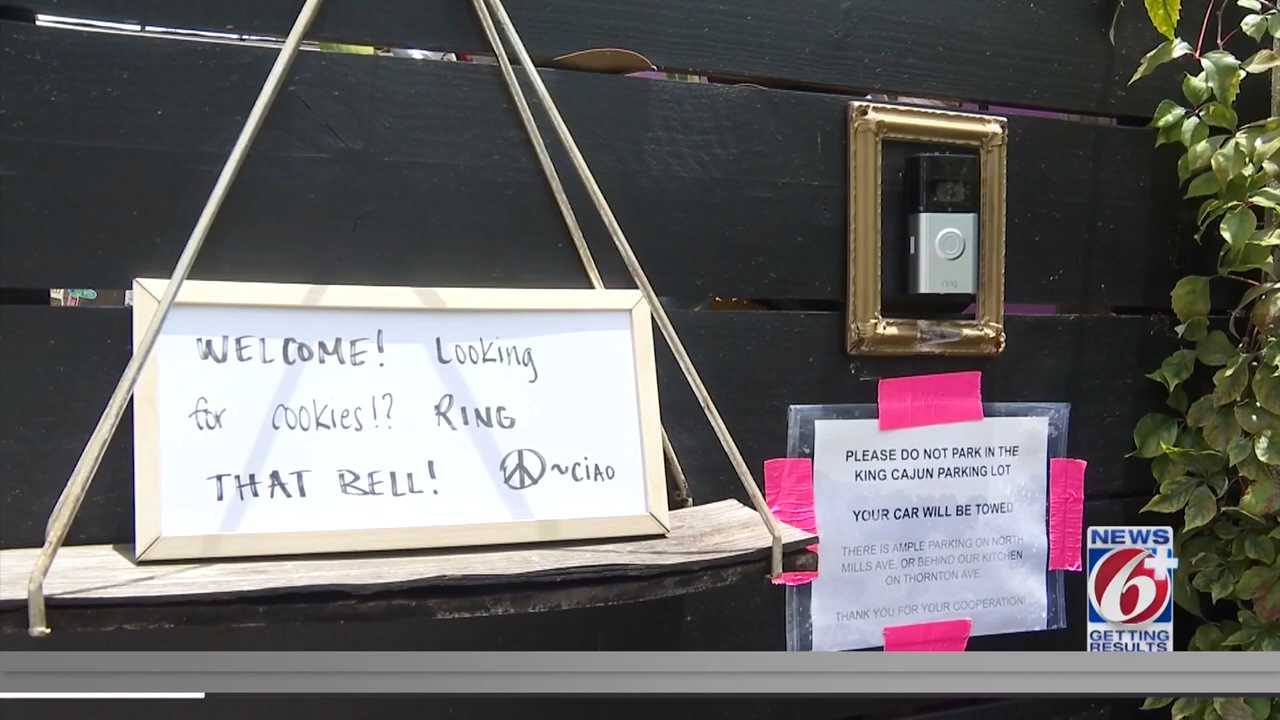 WELCOME! Looking
for cookies!? RING
THAT BELL! ~CIAO
ring
PLEASE DO NOT PARK IN THE
KING CAJUN PARKING LOT
YOUR CAR WILL BE TOWED
THERE IS AMPLE PARKING ON NORTH
MILLS AVE, OR BEHIND OUR KITCHEN
ON THORNTON AVE.
THANK YOU FOR YOUR COOPERATION!
NEWS
6+
GETTING
RESULTS